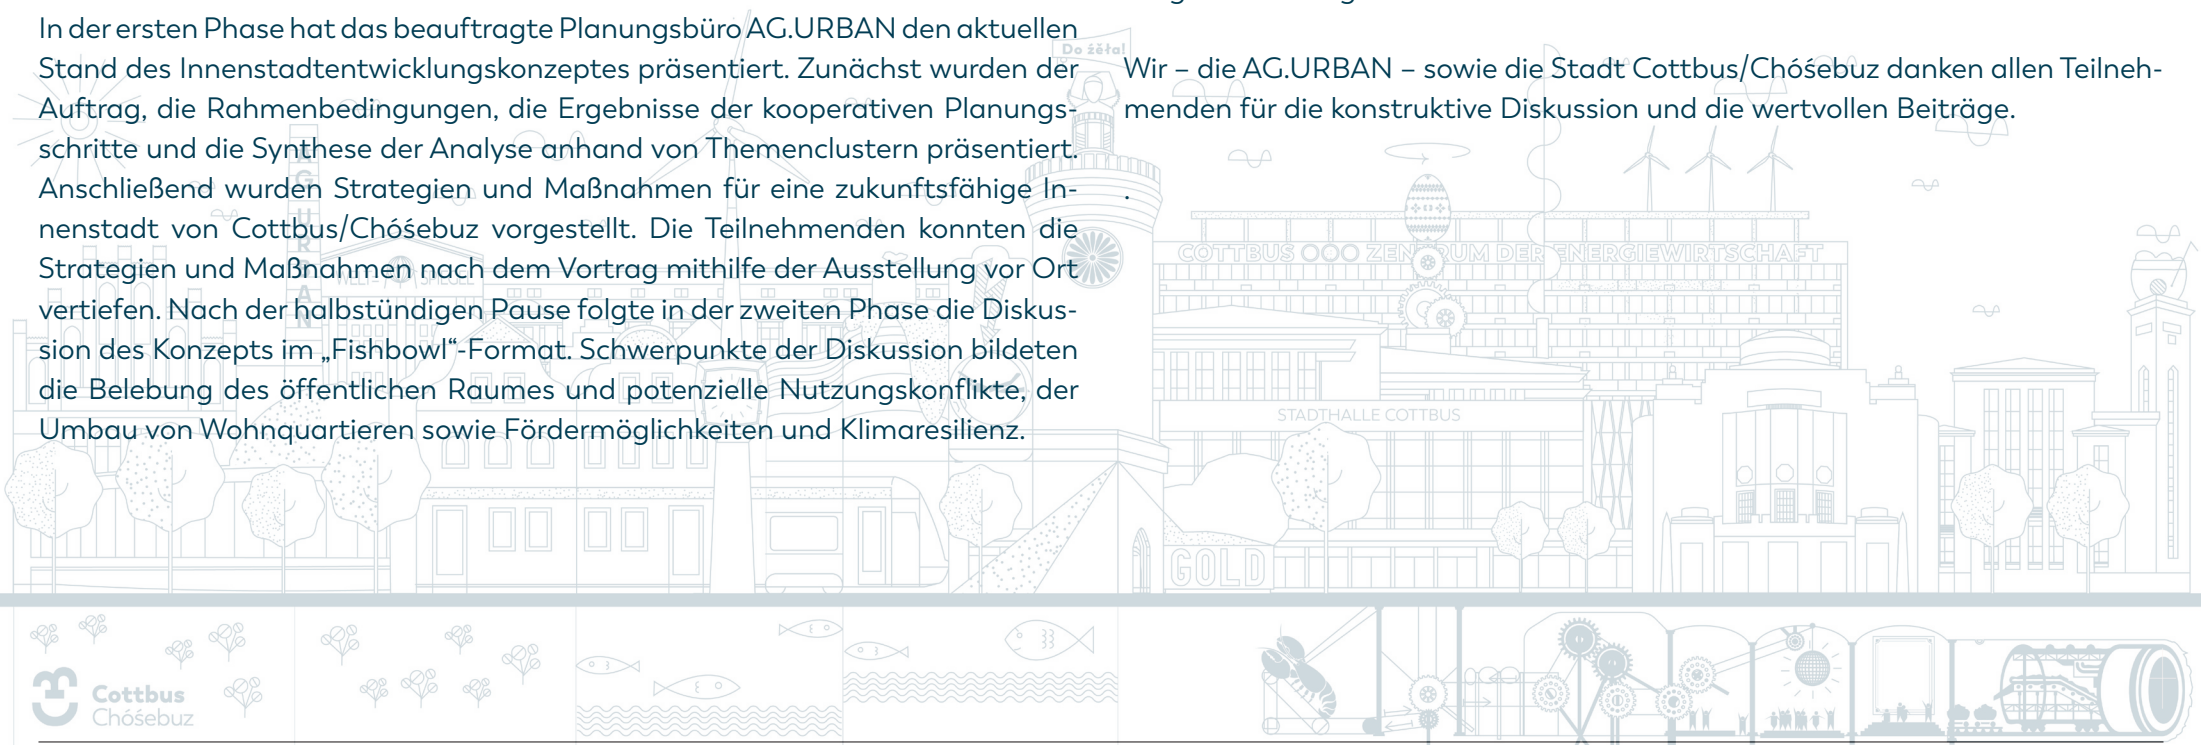 In der ersten Phase hat das beauftragte Planungsbüro AG.URBAN den aktuellen
Stand des Innenstadtentwicklungskonzeptes präsentiert. Zunächst wurden der
Auftrag, die Rahmenbedingungen, die Ergebnisse der kooperativen Planungs-
schritte und die Synthese der Analyse anhand von Themenclustern präsentiert.
Anschließend wurden Strategien und Maßnahmen für eine zukunftsfähige In-
nenstadt von Cottbus/Chóśebuz vorgestellt. Die Teilnehmenden konnten die
Strategien und Maßnahmen nach dem Vortrag mithilfe der Ausstellung vor Ort
vertiefen. Nach der halbstündigen Pause folgte in der zweiten Phase die Diskus-
sion des Konzepts im „Fishbowl“-Format. Schwerpunkte der Diskussion bildeten
die Belebung des öffentlichen Raumes und potenzielle Nutzungskonflikte, der
Umbau von Wohnquartieren sowie Fördermöglichkeiten und Klimaresilienz.
Wir – die AG.URBAN – sowie die Stadt Cottbus/Chóśebuz danken allen Teilneh-
menden für die konstruktive Diskussion und die wertvollen Beiträge.
.
Do źěła!
AG.URBAN
WELT-SPIEGEL
COTTBUS OOO ZENTRUM DER ENERGIEWIRTSCHAFT
STADTHALLE COTTBUS
GOLD
Cottbus
Chóśebuz